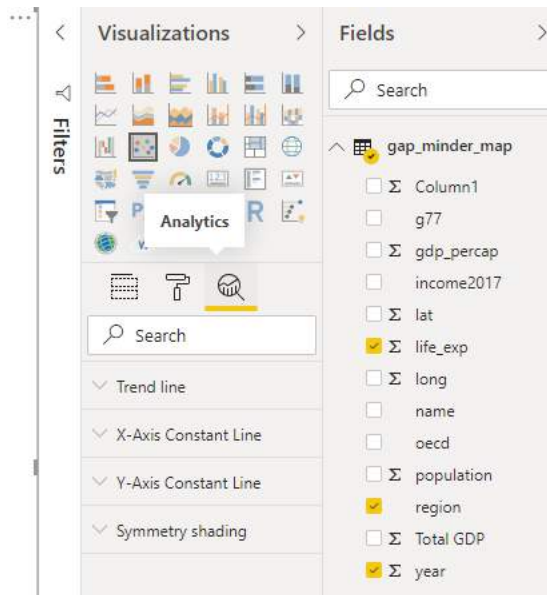 Visualizations
Fields
Filters
Search
gap_minder_map
Σ Column1
g77
Σ gdp_percap
income2017
Σ lat
Σ life_exp
Σ long
name
oecd
Σ population
region
Σ Total GDP
Σ year
123
P
R
Analytics
Search
Trend line
X-Axis Constant Line
Y-Axis Constant Line
Symmetry shading